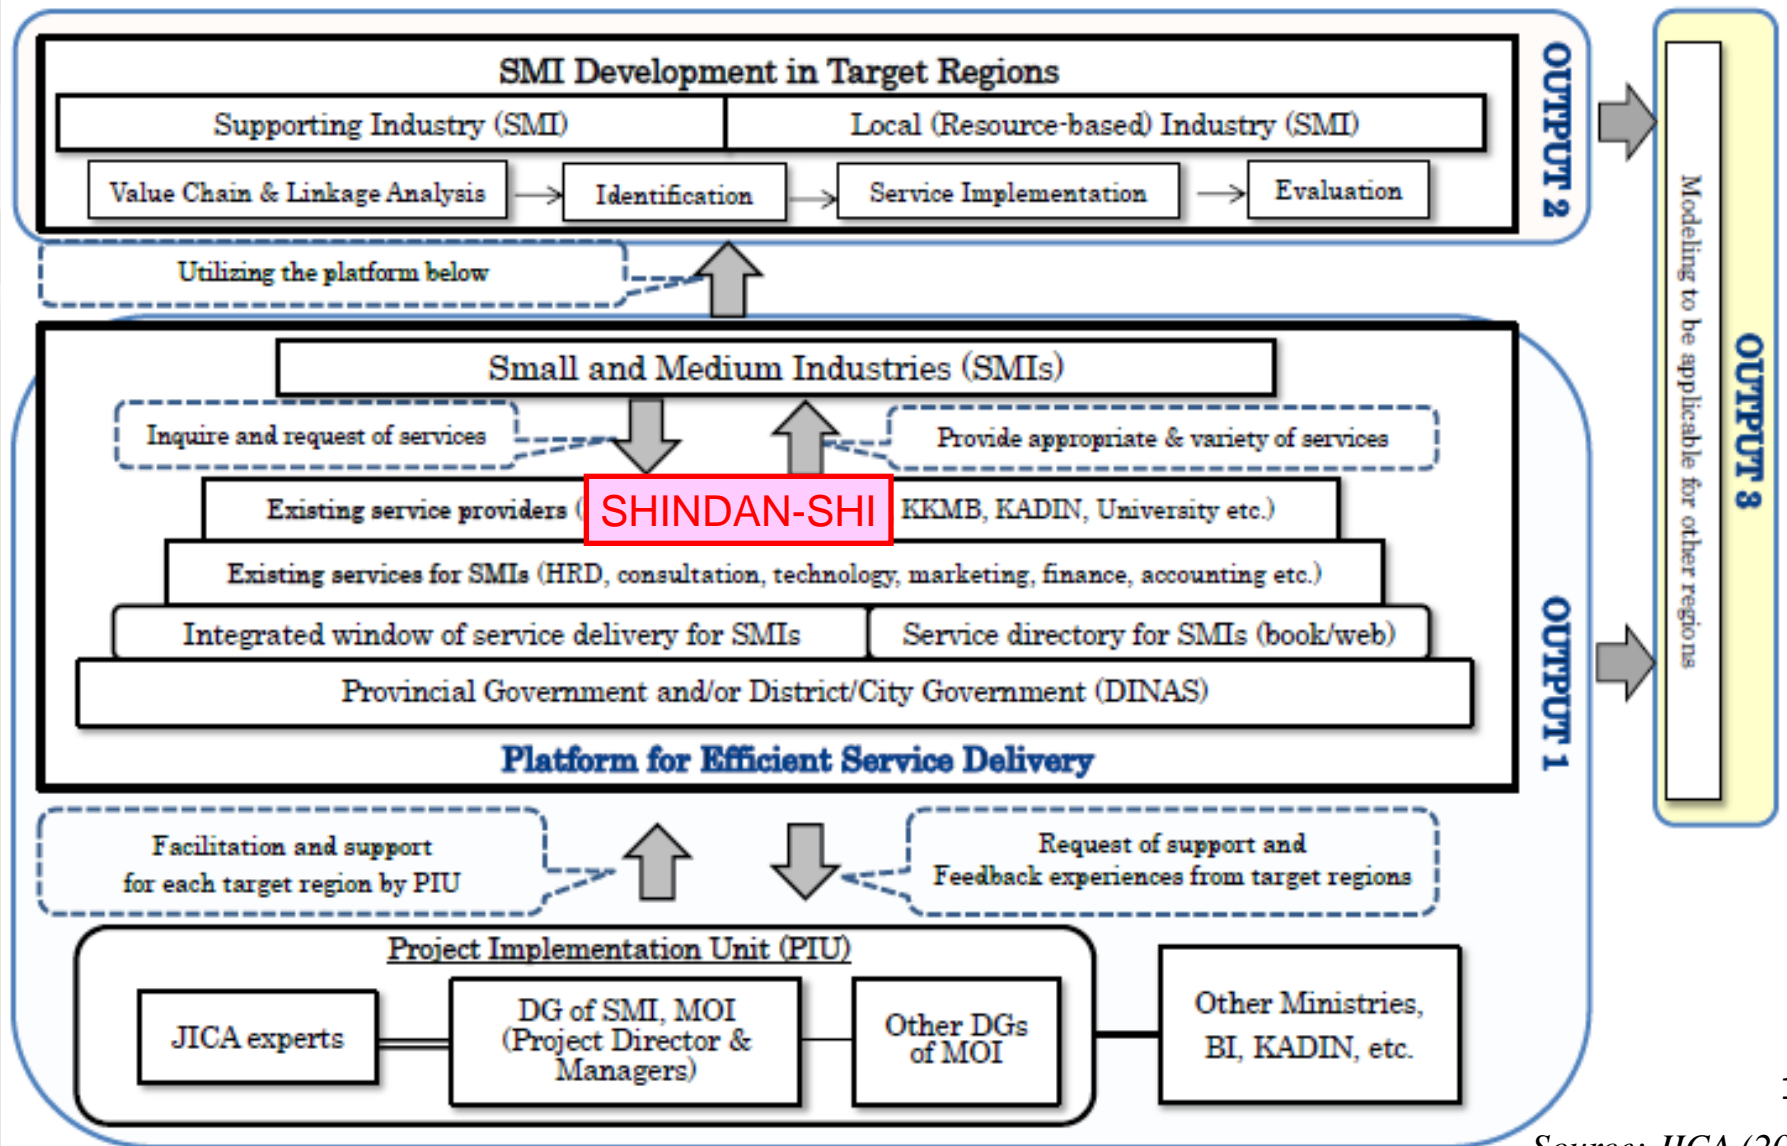 SMI Development in Target Regions
Supporting Industry (SMI)
Local (Resource-based) Industry (SMI)
Value Chain & Linkage Analysis
Identification
Service Implementation
Evaluation
OUTPUT 2
Utilizing the platform below
Small and Medium Industries (SMIs)
Inquire and request of services
Provide appropriate & variety of services
Existing service providers (
SHINDAN-SHI
KKMB, KADIN, University etc.)
Existing services for SMIs (HRD, consultation, technology, marketing, finance, accounting etc.)
Integrated window of service delivery for SMIs
Service directory for SMIs (book/web)
Provincial Government and/or District/City Government (DINAS)
Platform for Efficient Service Delivery
OUTPUT 1
Modeling to be applicable for other regions
OUTPUT 3
Facilitation and support
for each target region by PIU
Request of support and
Feedback experiences from target regions
Project Implementation Unit (PIU)
JICA experts
DG of SMI, MOI
(Project Director &
Managers)
Other DGs
of MOI
Other Ministries,
BI, KADIN, etc.
Source: JICA (20